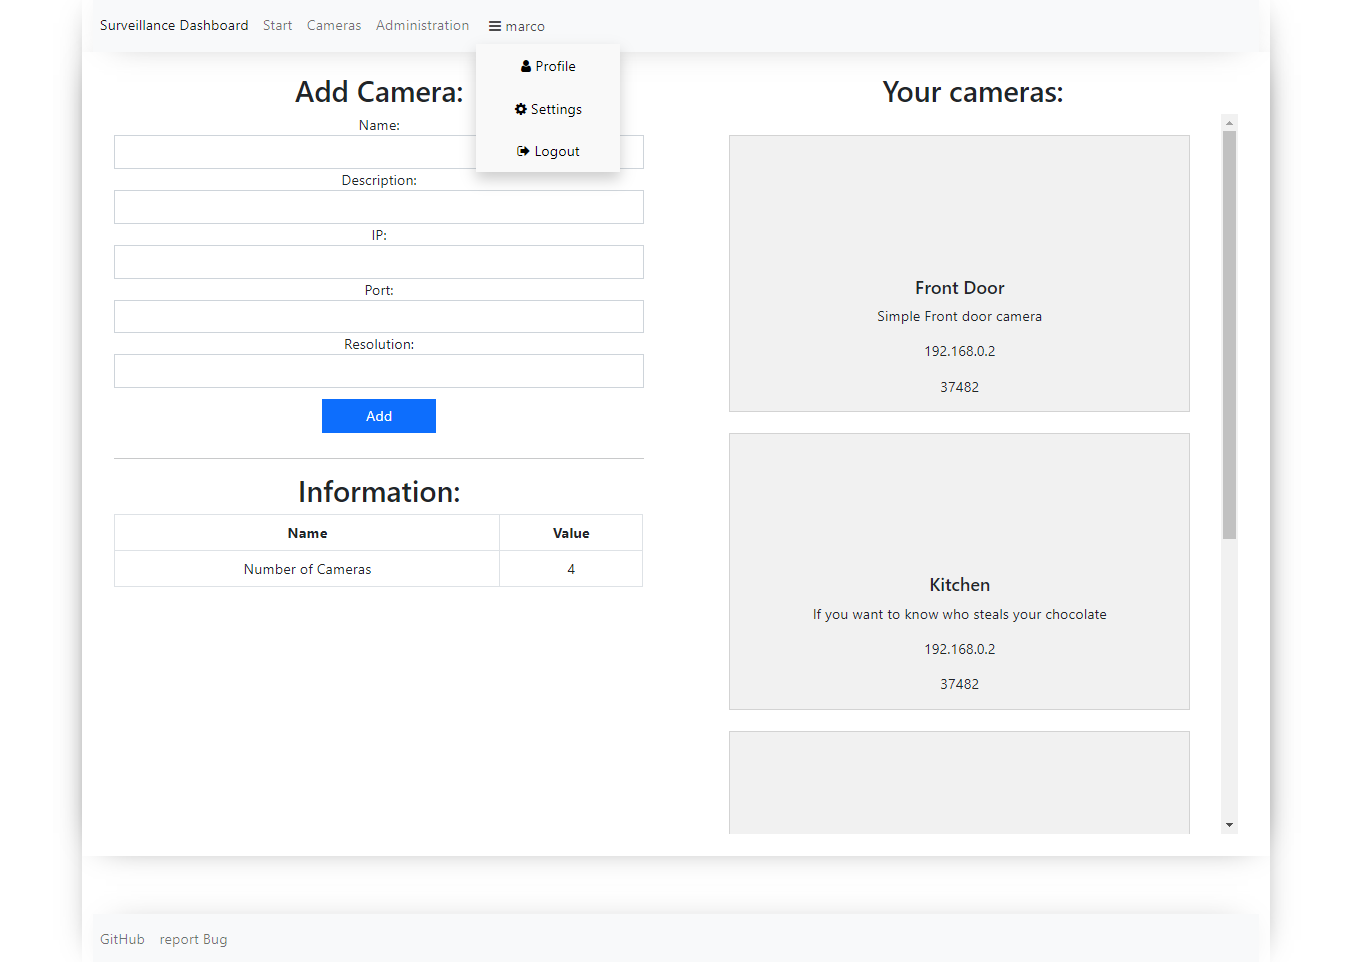 Surveillance Dashboard Start Cameras Administration marco
Profile
Settings
Logout
Add Camera:
Name:
Description:
IP:
Port:
Resolution:
Add
Information:
Name Value
Number of Cameras 4
Your cameras:
Front Door
Simple Front door camera
192.168.0.2
37482
Kitchen
If you want to know who steals your chocolate
192.168.0.2
37482
GitHub report Bug